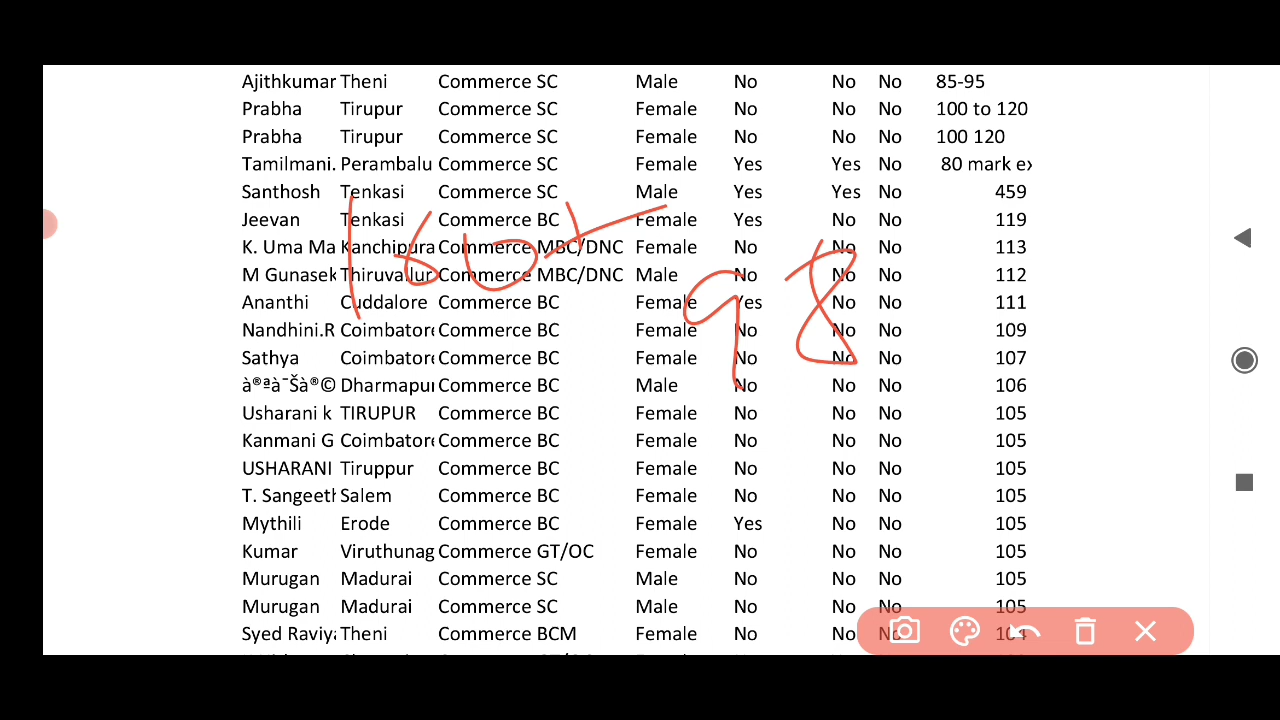 Ajithkumar Theni Commerce SC Male No No No 85-95
Prabha Tirupur Commerce SC Female No No No 100 to 120
Prabha Tirupur Commerce SC Female No No No 100 120
Tamilmani. Perambalu Commerce SC Female Yes Yes No 80 mark ex
Santhosh Tenkasi Commerce SC Male Yes Yes No 459
Jeevan Tenkasi Commerce BC Female Yes No No 119
K. Uma Ma Kanchipura Commerce MBC/DNC Female No No No 113
M Gunasek Thiruvallur Commerce MBC/DNC Male No No No 112
Ananthi Cuddalore Commerce BC Female Yes No No 111
Nandhini.R Coimbatore Commerce BC Female No No No 109
Sathya Coimbatore Commerce BC Female No No No 107
à®ªà¯Šà®© Dharmapur Commerce BC Male No No No 106
Usharani k TIRUPUR Commerce BC Female No No No 105
Kanmani G Coimbatore Commerce BC Female No No No 105
USHARANI Tiruppur Commerce BC Female No No No 105
T. Sangeeth Salem Commerce BC Female No No No 105
Mythili Erode Commerce BC Female Yes No No 105
Kumar Viruthunag Commerce GT/OC Female No No No 105
Murugan Madurai Commerce SC Male No No No 105
Murugan Madurai Commerce SC Male No No No 105
Syed Raviya Theni Commerce BCM Female No No No
160+
98